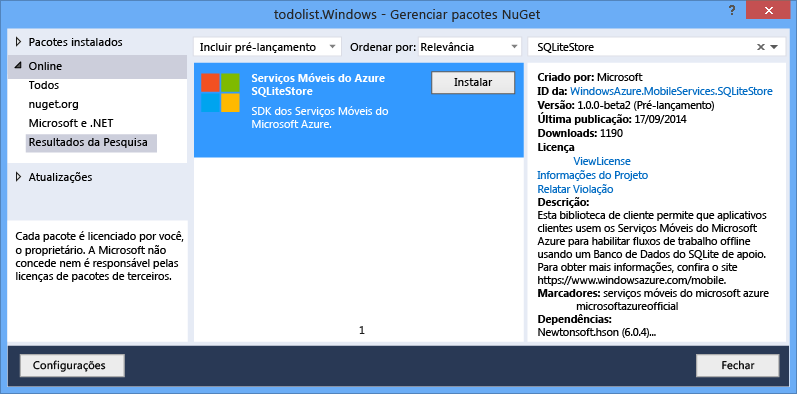 todolist.Windows - Gerenciar pacotes NuGet
?
Pacotes instalados
Online
Todos
nuget.org
Microsoft e .NET
Resultados da Pesquisa
Atualizações
Cada pacote é licenciado por você,
o proprietário. A Microsoft não
concede nem é responsável pelas
licenças de pacotes de terceiros.
Incluir pré-lançamento
Ordenar por: Relevância
Serviços Móveis do Azure
SQLiteStore
Instalar
SDK dos Serviços Móveis do
Microsoft Azure.
1
SQLiteStore
Criado por: Microsoft
ID da: WindowsAzure.MobileServices.SQLiteStore
Versão: 1.0.0-beta2 (Pré-lançamento)
Última publicação: 17/09/2014
Downloads: 1190
Licença
ViewLicense
Informações do Projeto
Relatar Violação
Descrição:
Esta biblioteca de cliente permite que aplicativos
clientes usem os Serviços Móveis do Microsoft
Azure para habilitar fluxos de trabalho offline
usando um Banco de Dados do SQLite de apoio.
Para obter mais informações, confira o site
https://www.windowsazure.com/mobile.
Marcadores: serviços móveis do microsoft azure
microsoftazureofficial
Dependências:
Newtonsoft.hson (6.0.4)...
Configurações
Fechar